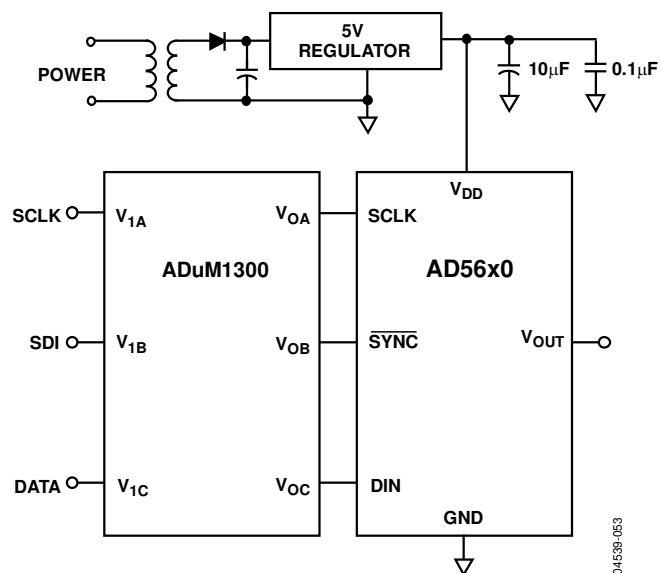 5V
REGULATOR
POWER
10μF
0.1μF
VDD
SCLK
V1A
VOA
SCLK
ADuM1300
AD56x0
SDI
V1B
VOB
SYNC
VOUT
DATA
V1C
VOC
DIN
GND
04539-053